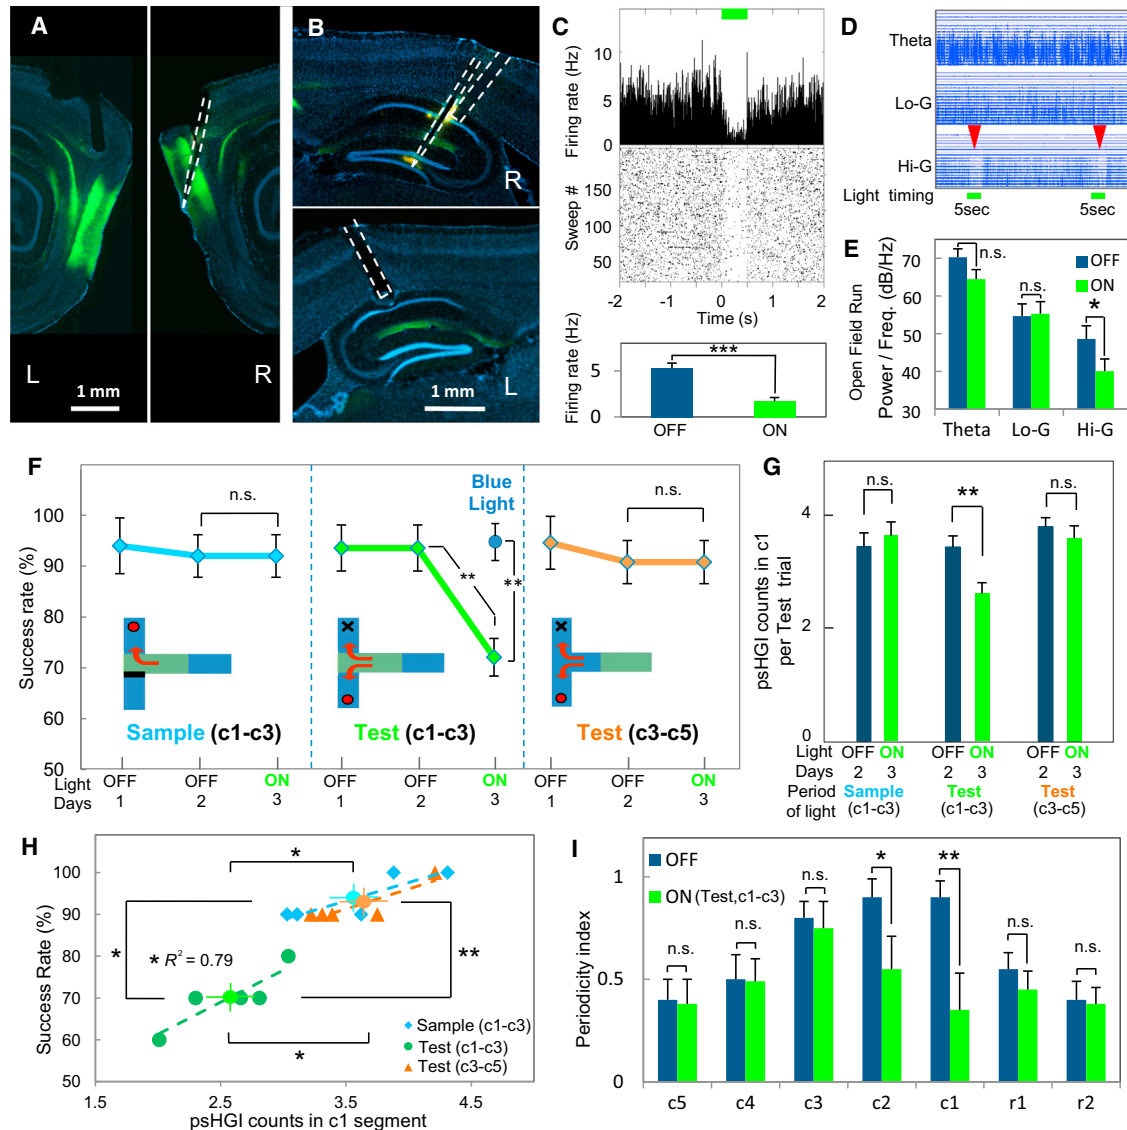 A
L
R
1 mm
B
R
L
1 mm
C
Firing rate (Hz)
10
5
0
Sweep #
150
100
50
-2
-1
0
1
2
Time (s)
Firing rate (Hz)
5
0
***
OFF
ON
D
Theta
Lo-G
Hi-G
Light timing
5sec
5sec
E
Open Field Run
Power / Freq. (dB/Hz)
70
60
50
40
30
n.s.
n.s.
*
OFF
ON
Theta
Lo-G
Hi-G
F
Success rate (%)
100
90
80
70
60
50
n.s.
Blue
Light
**
**
n.s.
Sample (c1-c3)
Test (c1-c3)
Test (c3-c5)
Light OFF OFF ON OFF OFF ON OFF OFF ON
Days 1 2 3 1 2 3 1 2 3
G
psHGI counts in c1
per Test trial
4
2
0
n.s.
**
n.s.
Light OFF ON OFF ON OFF ON
Days 2 3 2 3 2 3
Period of light
Sample (c1-c3)
Test (c1-c3)
Test (c3-c5)
H
Success Rate (%)
100
90
80
70
60
50
*
*
* R² = 0.79
**
*
Sample (c1-c3)
Test (c1-c3)
Test (c3-c5)
1.5
2.5
3.5
4.5
psHGI counts in c1 segment
I
Periodicity index
1
0.5
0
OFF
ON (Test,c1-c3)
n.s.
n.s.
n.s.
*
**
n.s.
n.s.
c5
c4
c3
c2
c1
r1
r2